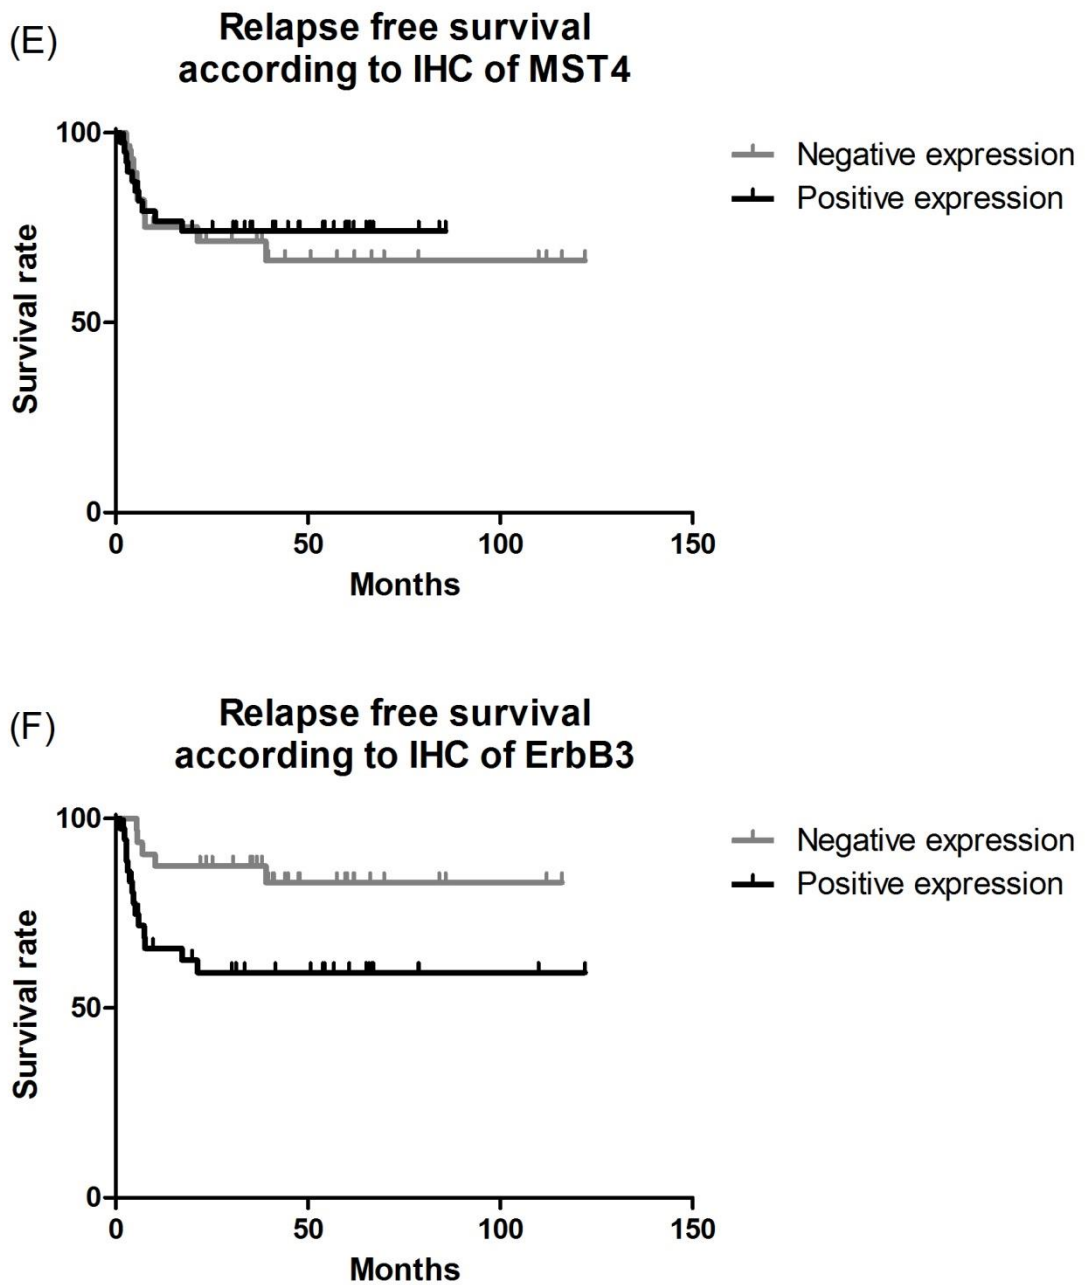 (E)
Relapse free survival
according to IHC of MST4
Negative expression
Positive expression
Survival rate
100
50
0
0 50 100 150
Months
(F)
Relapse free survival
according to IHC of ErbB3
Negative expression
Positive expression
Survival rate
100
50
0
0 50 100 150
Months